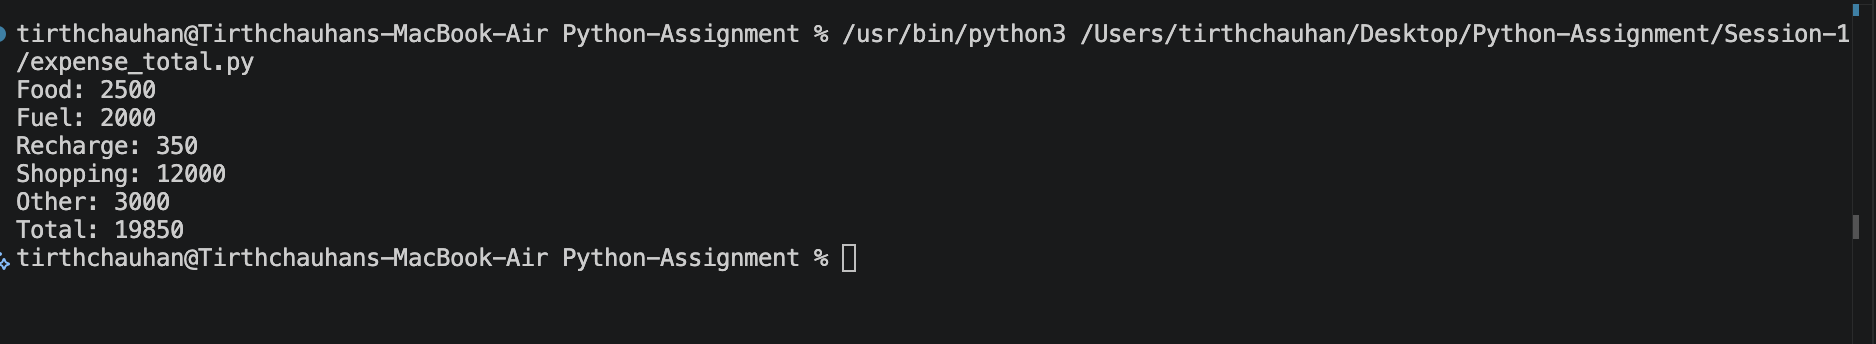 tirthchauhan@Tirthchauhans-MacBook-Air Python-Assignment % /usr/bin/python3 /Users/tirthchauhan/Desktop/Python-Assignment/Session-1
/expense_total.py
Food: 2500
Fuel: 2000
Recharge: 350
Shopping: 12000
Other: 3000
Total: 19850
tirthchauhan@Tirthchauhans-MacBook-Air Python-Assignment %